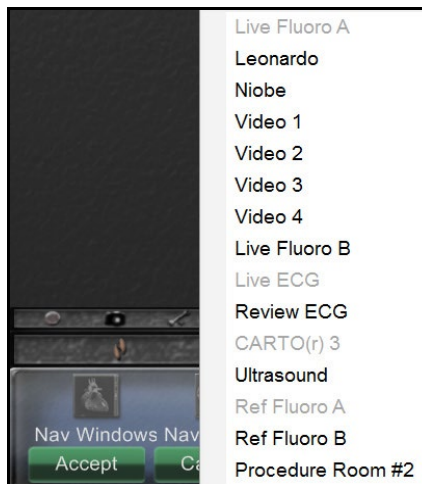 Live Fluoro A
Leonardo
Niobe
Video 1
Video 2
Video 3
Video 4
Live Fluoro B
Live ECG
Review ECG
CARTO(r) 3
Ultrasound
Ref Fluoro A
Ref Fluoro B
Procedure Room #2
Nav Windows Nav
Accept Ca